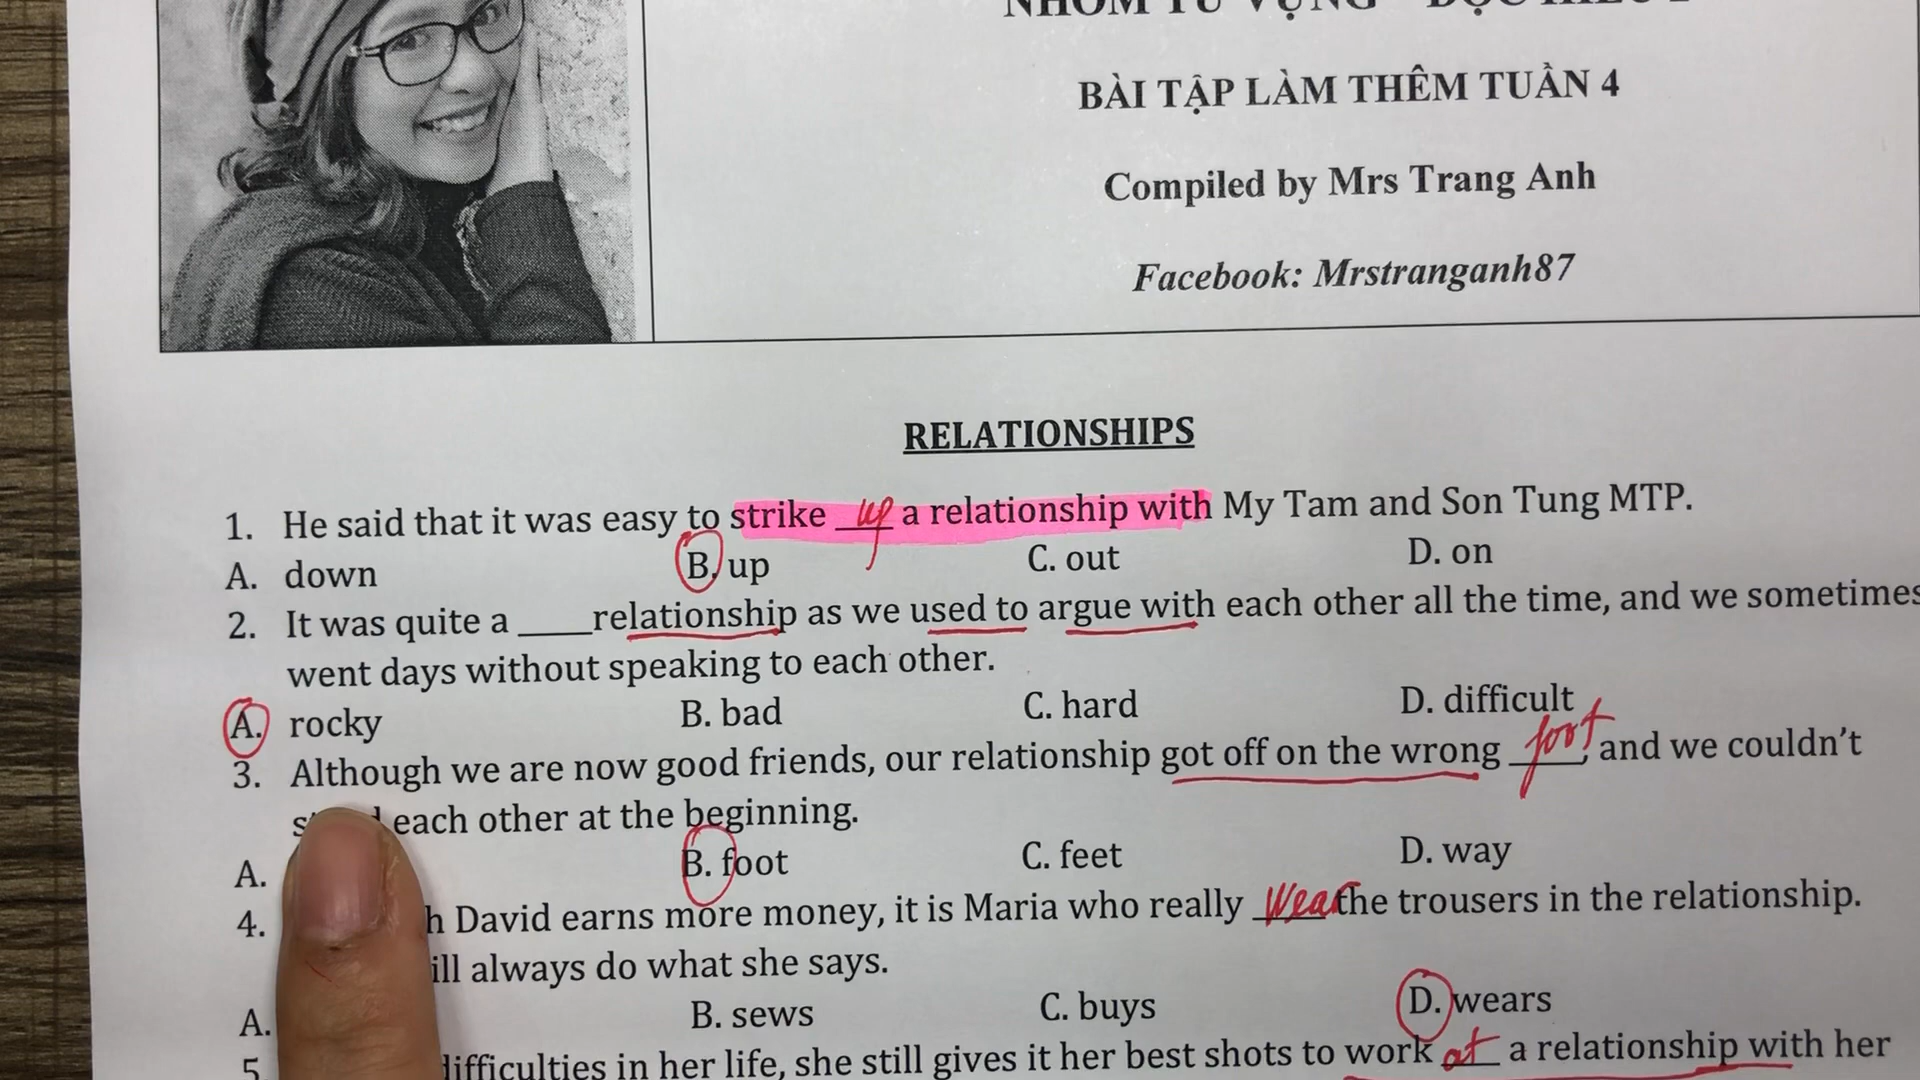 BÀI TẬP LÀM THÊM TUẦN 4
Compiled by Mrs Trang Anh
Facebook: Mrstranganh87
RELATIONSHIPS
1. He said that it was easy to strike up a relationship with My Tam and Son Tung MTP.
A. down B. up C. out D. on
2. It was quite a ____relationship as we used to argue with each other all the time, and we sometimes
went days without speaking to each other.
A. rocky B. bad C. hard D. difficult
3. Although we are now good friends, our relationship got off on the wrong foot, and we couldn't
each other at the beginning.
A. B. foot C. feet D. way
4. David earns more money, it is Maria who really wear the trousers in the relationship.
always do what she says.
A. B. sews C. buys D. wears
5 difficulties in her life, she still gives it her best shots to work at a relationship with her